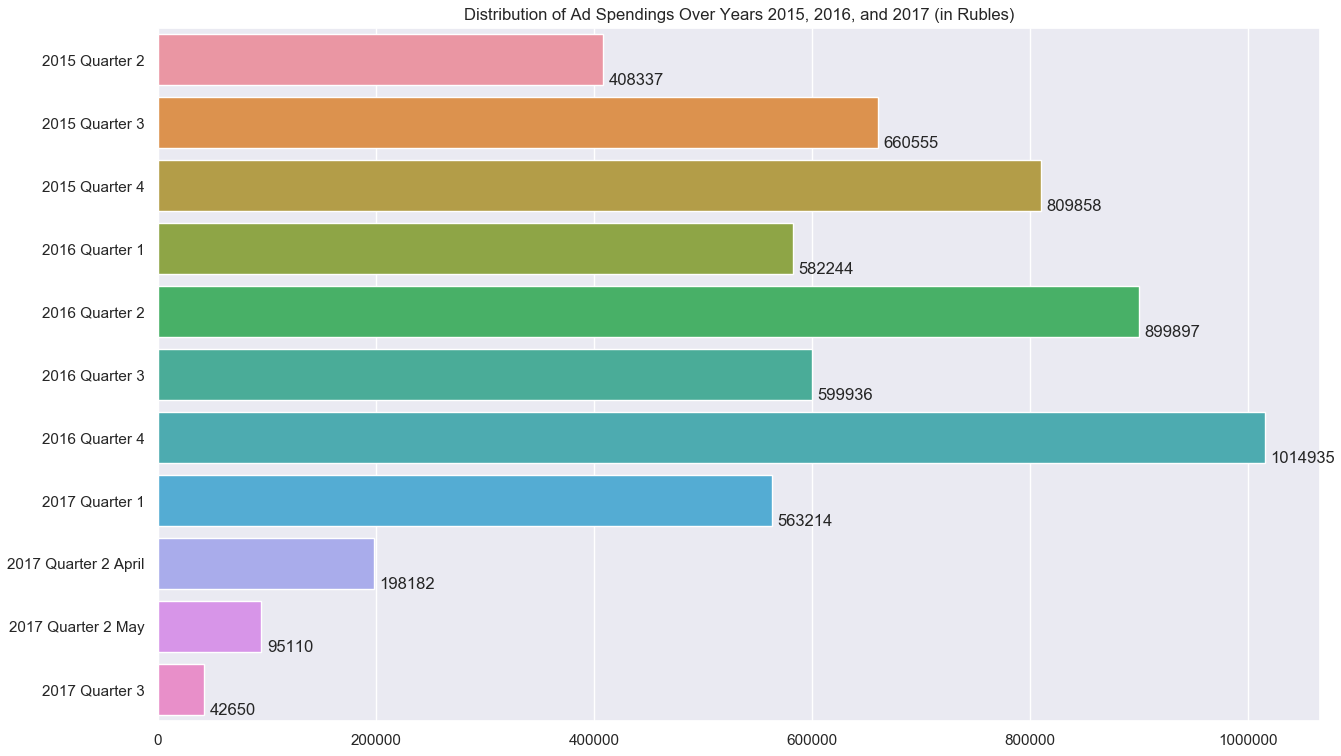 Distribution of Ad Spendings Over Years 2015, 2016, and 2017 (in Rubles)
2015 Quarter 2
408337
2015 Quarter 3
660555
2015 Quarter 4
809858
2016 Quarter 1
582244
2016 Quarter 2
899897
2016 Quarter 3
599936
2016 Quarter 4
1014935
2017 Quarter 1
563214
2017 Quarter 2 April
198182
2017 Quarter 2 May
95110
2017 Quarter 3
42650
0 200000 400000 600000 800000 1000000